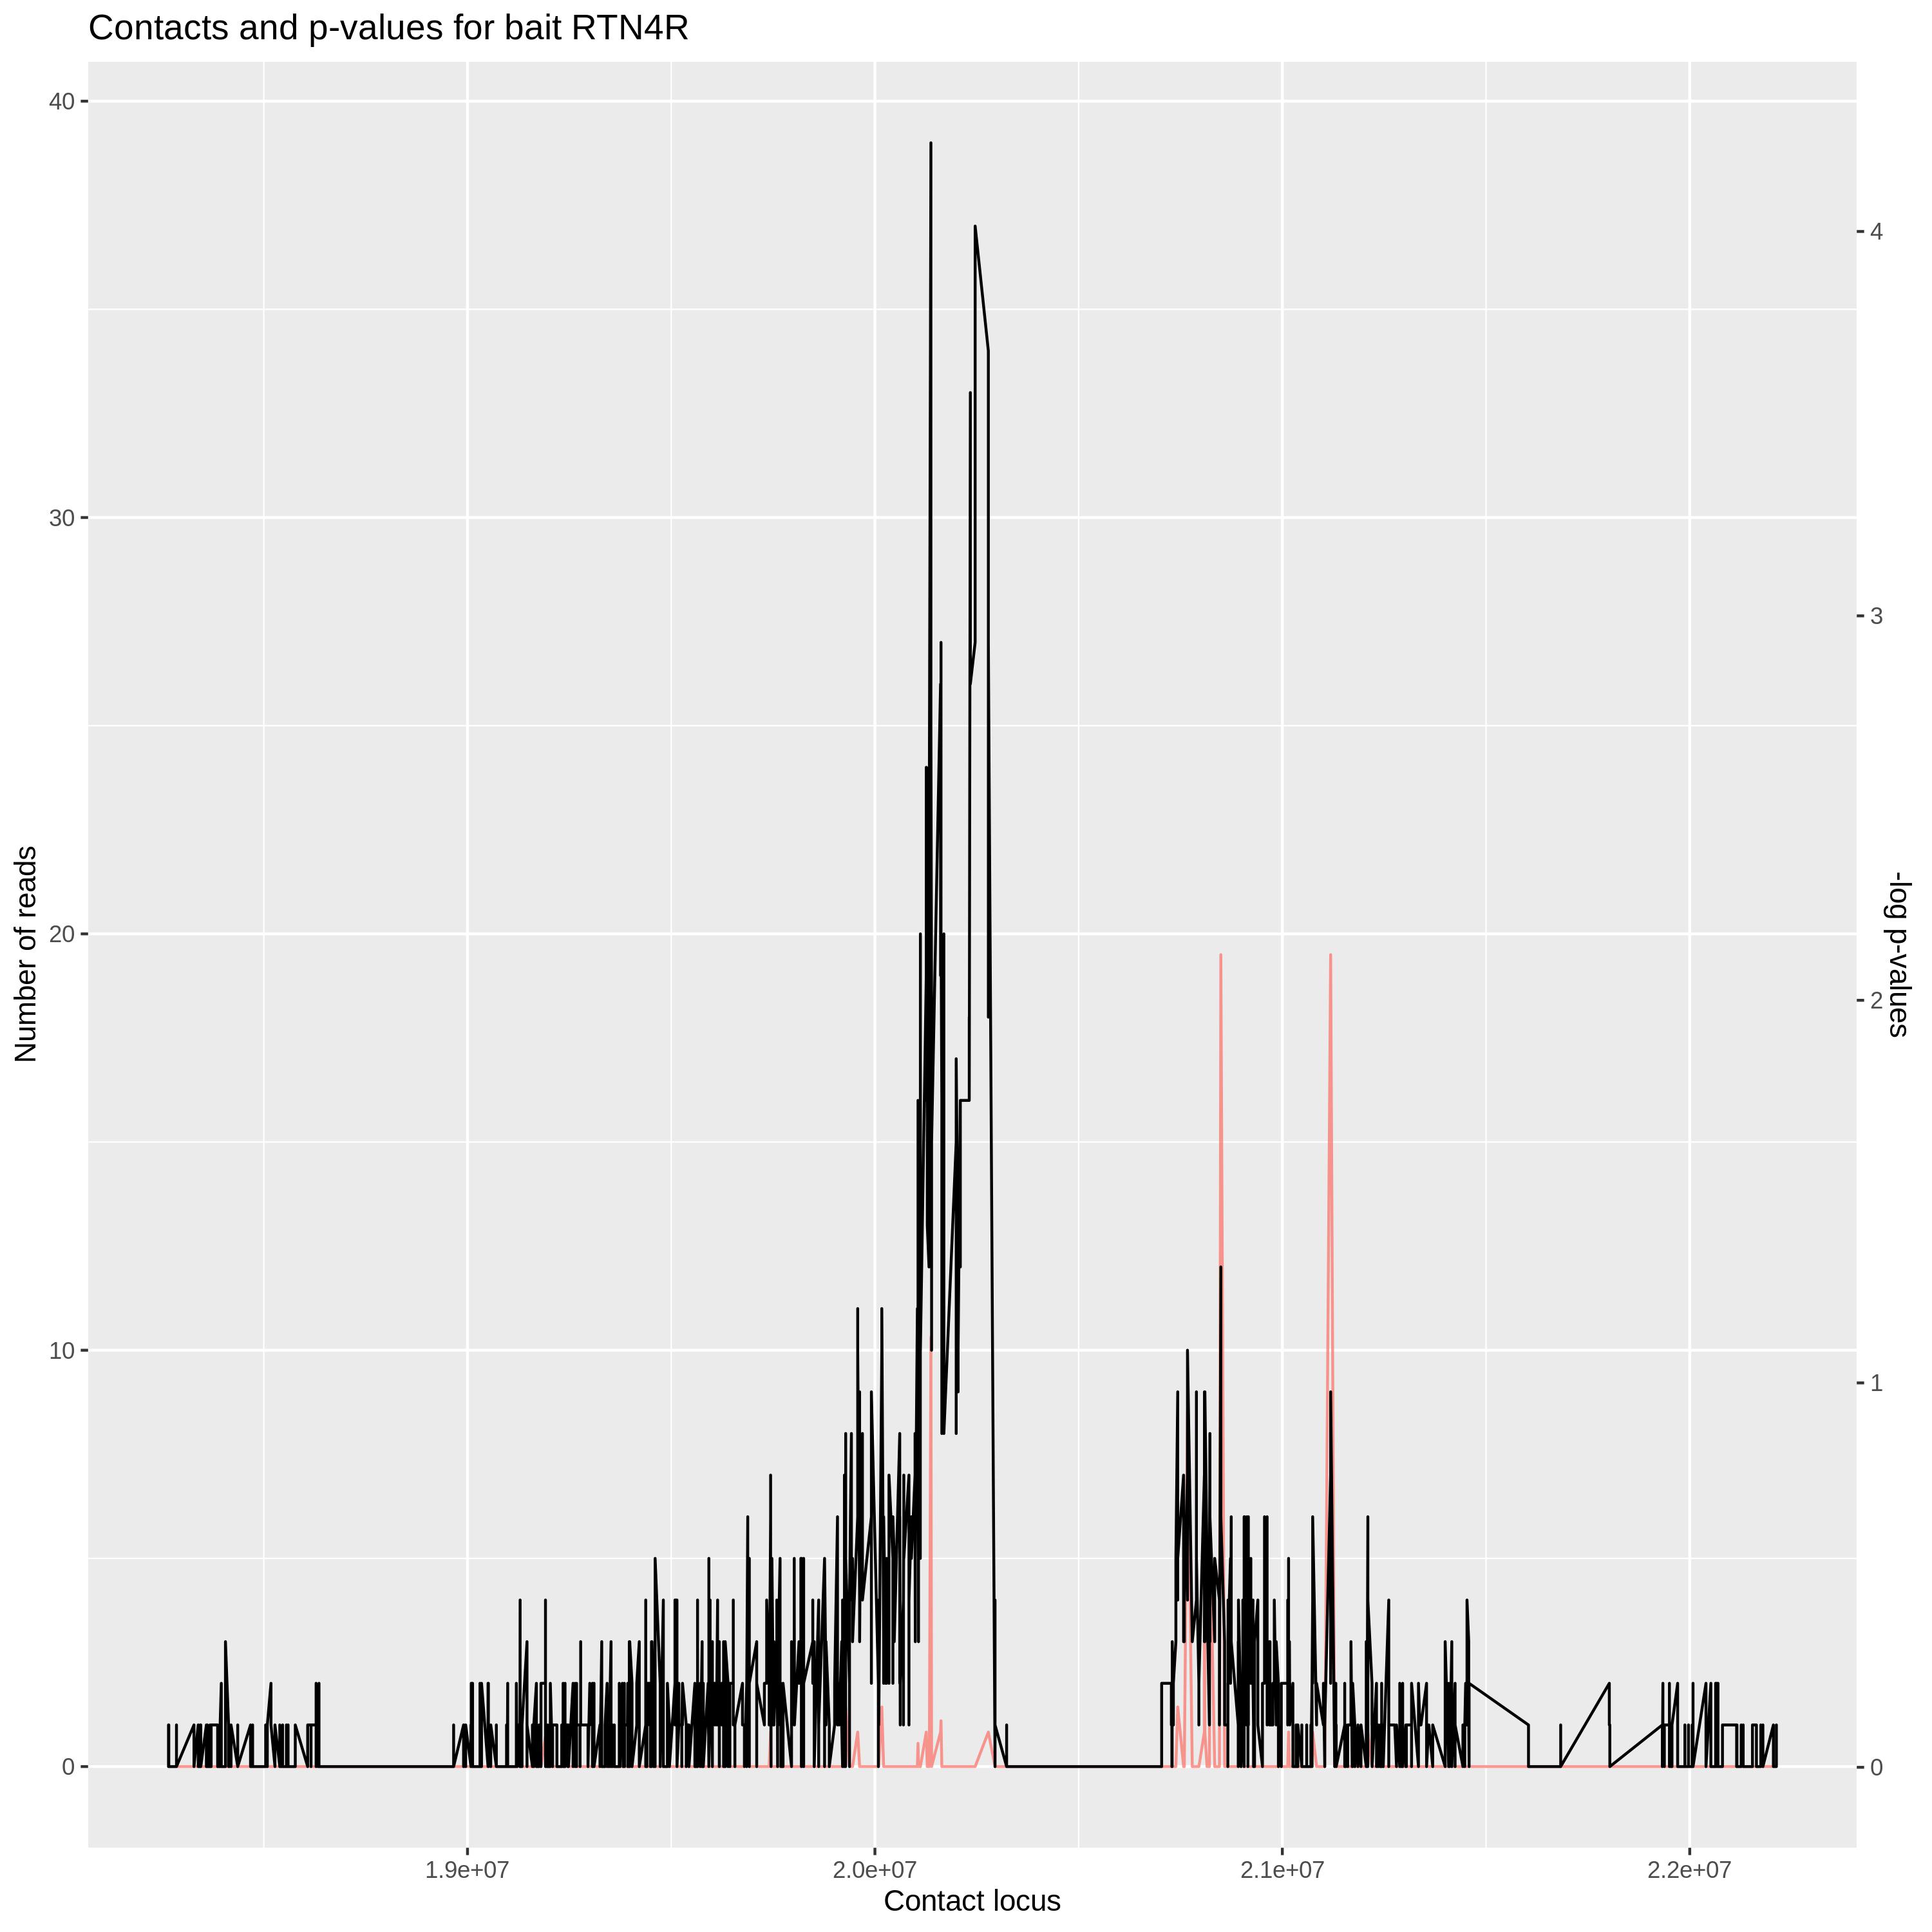 Contacts and p-values for bait RTN4R
40
30
20
10
0
Number of reads
4
3
2
1
0
-log p-values
1.9e+07
2.0e+07
2.1e+07
2.2e+07
Contact locus